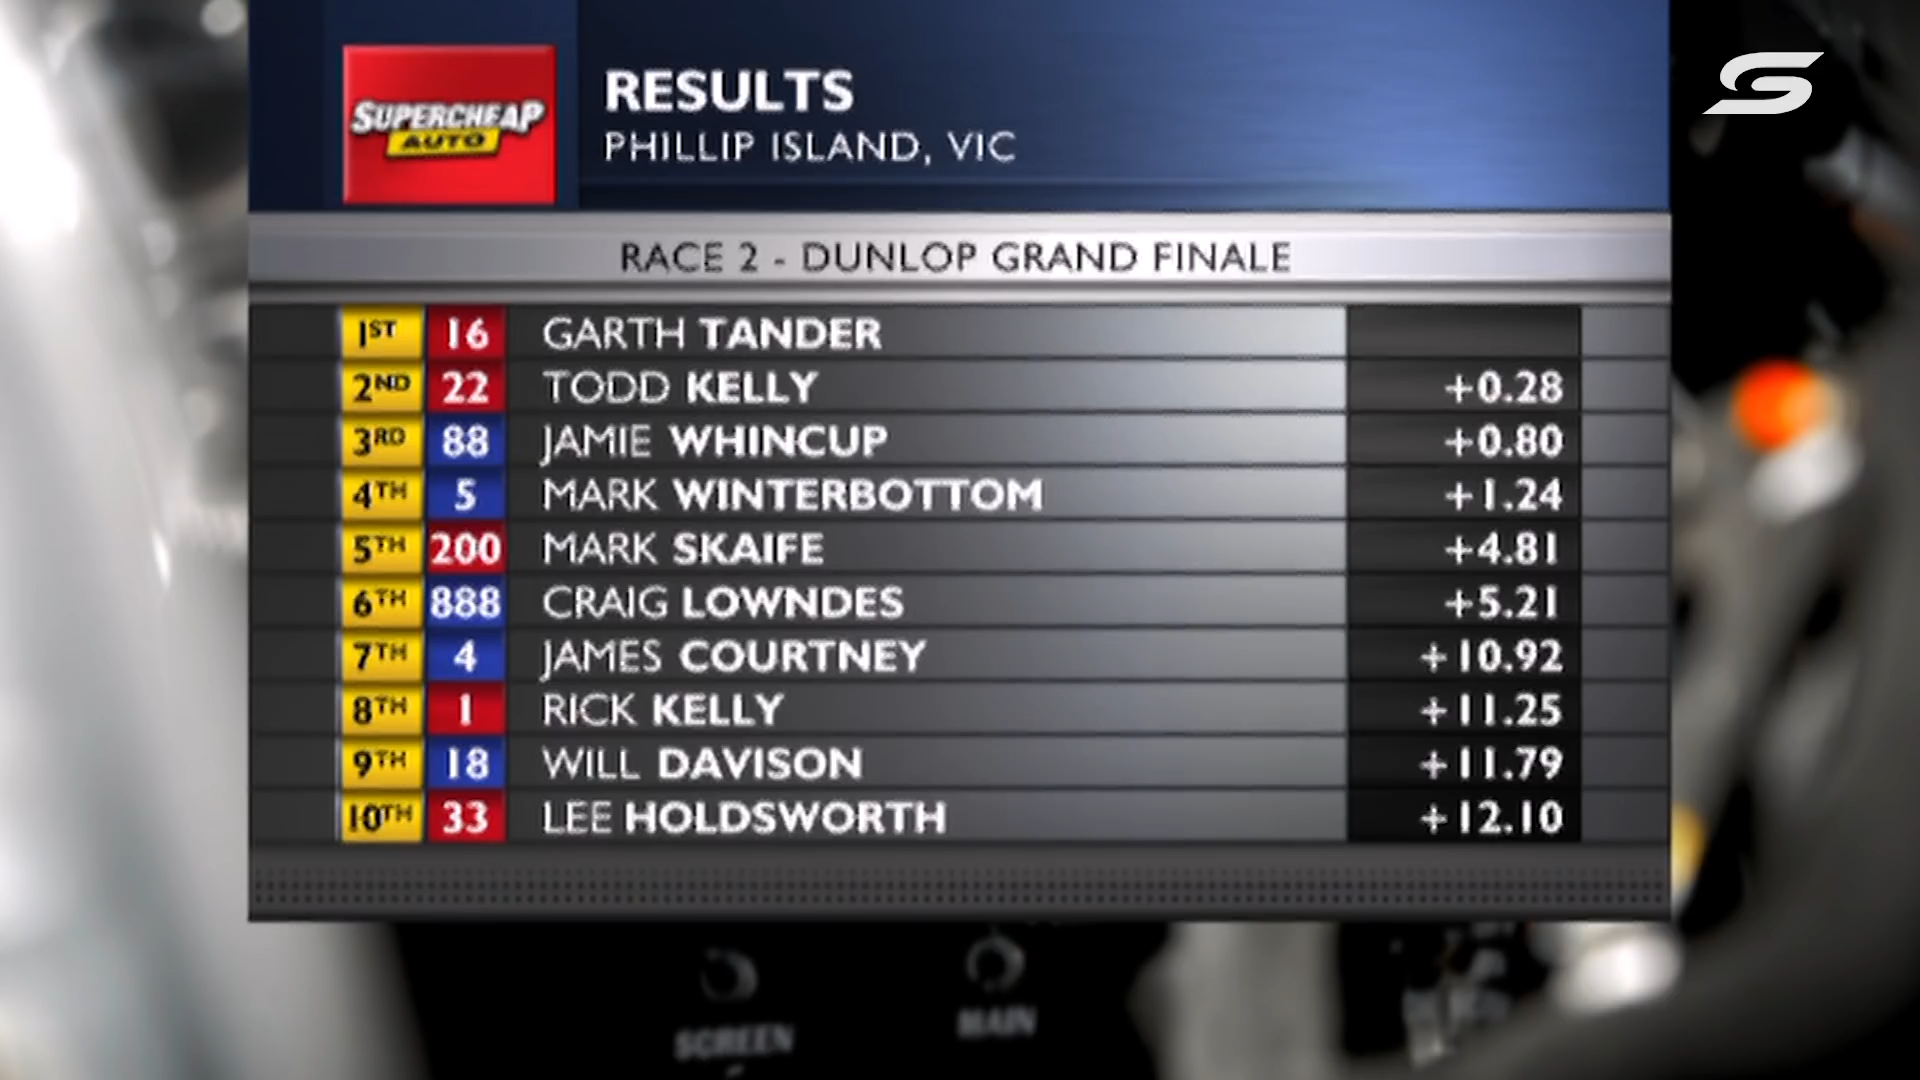 SUPERCHEAP
AUTO
RESULTS
PHILLIP ISLAND, VIC
RACE 2 - DUNLOP GRAND FINALE
1ST 16 GARTH TANDER
2ND 22 TODD KELLY +0.28
3RD 88 JAMIE WHINCUP +0.80
4TH 5 MARK WINTERBOTTOM +1.24
5TH 200 MARK SKAIFE +4.81
6TH 888 CRAIG LOWNDES +5.21
7TH 4 JAMES COURTNEY +10.92
8TH 1 RICK KELLY +11.25
9TH 18 WILL DAVISON +11.79
10TH 33 LEE HOLDSWORTH +12.10
SCREEN
MAIN